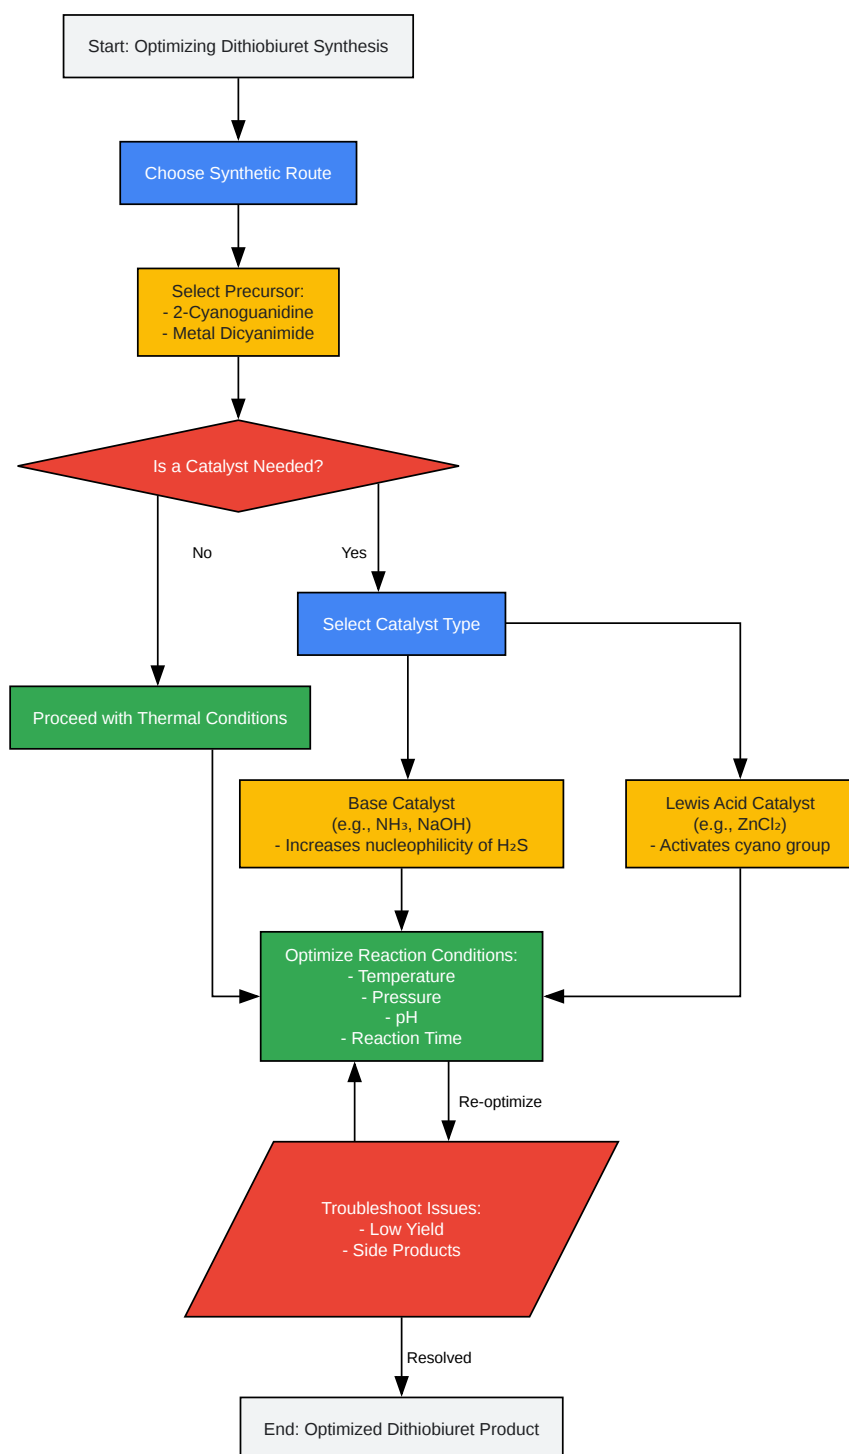 Start: Optimizing Dithiobiuret Synthesis
Choose Synthetic Route
Select Precursor:
- 2-Cyanoguanidine
- Metal Dicyanimide
Is a Catalyst Needed?
No
Yes
Select Catalyst Type
Proceed with Thermal Conditions
Base Catalyst
(e.g., NH₃, NaOH)
- Increases nucleophilicity of H₂S
Lewis Acid Catalyst
(e.g., ZnCl₂)
- Activates cyano group
Optimize Reaction Conditions:
- Temperature
- Pressure
- pH
- Reaction Time
Re-optimize
Troubleshoot Issues:
- Low Yield
- Side Products
Resolved
End: Optimized Dithiobiuret Product